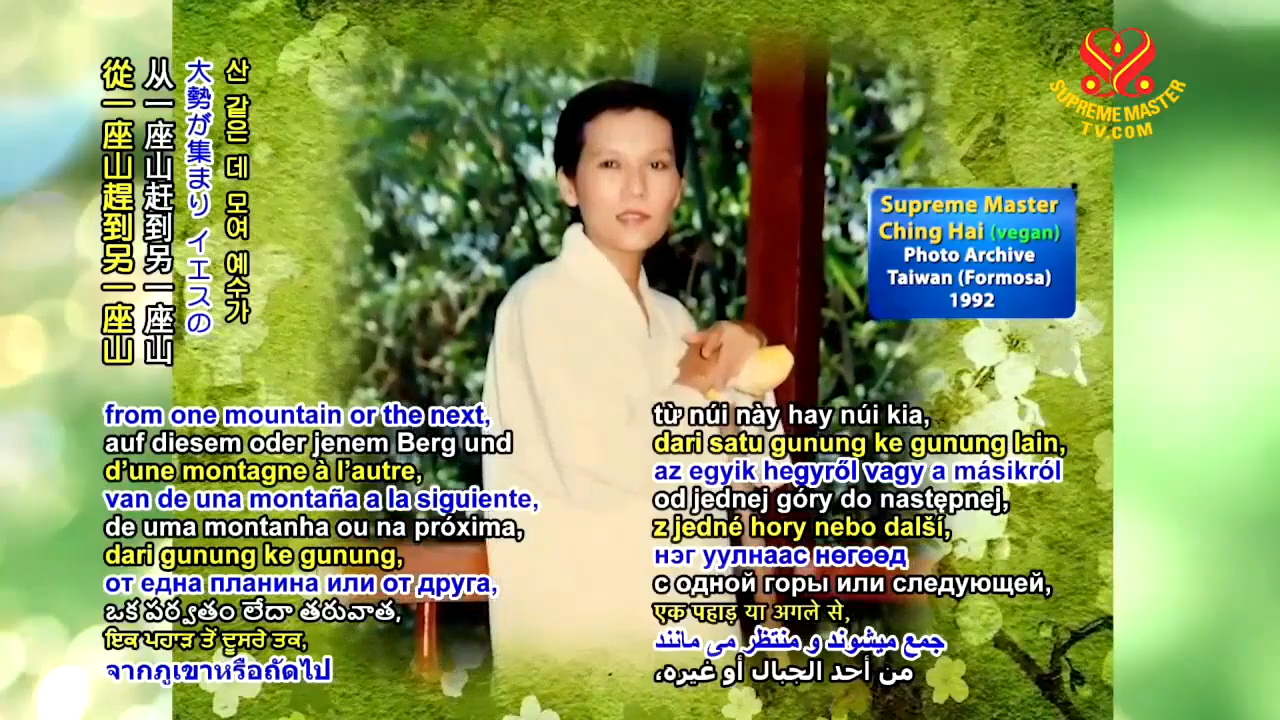 從一座山趕到另一座山
从一座山赶到另一座山
大勢が集まり イエスの
산 같은 데 모여 예수가
SUPREME MASTER
TV.COM
Supreme Master
Ching Hai (vegan)
Photo Archive
Taiwan (Formosa)
1992
from one mountain or the next,
auf diesem oder jenem Berg und
d’une montagne à l’autre,
van de una montaña a la siguiente,
de uma montanha ou na próxima,
dari gunung ke gunung,
от една планина или от друга,
ఒక పర్వతం లేదా తరువాత,
ਇਕ ਪਹਾੜ ਤੋਂ ਦੂਸਰੇ ਤਕ,
จากภูเขาหรือถัดไป
từ núi này hay núi kia,
dari satu gunung ke gunung lain,
az egyik hegyről vagy a másikról
od jednej góry do następnej,
z jedné hory nebo další,
нэг уулнаас нөгөөд
с одной горы или следующей,
एक पहाड़ या अगले से,
جمع میشوند و منتظر می مانند
من أحد الجبال أو غيره،